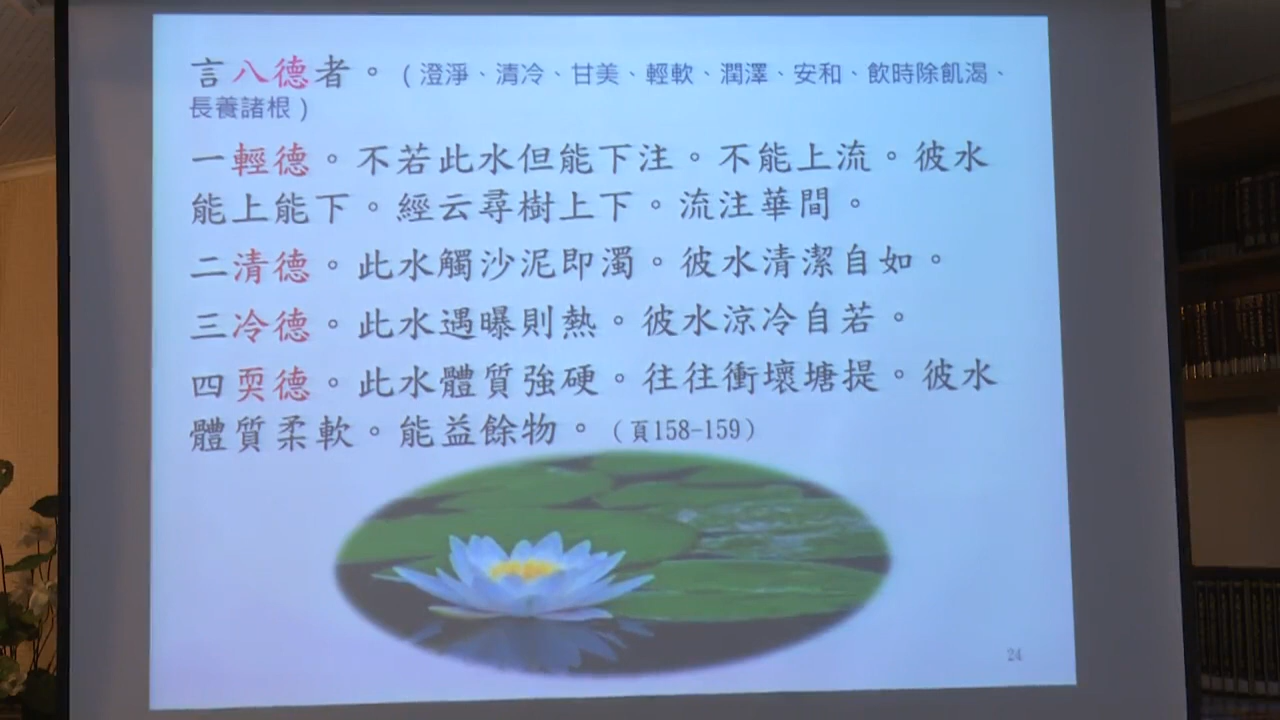 言八德者。(澄淨、清冷、甘美、輕軟、潤澤、安和、飲時除飢渴、
長養諸根)
一輕德。不若此水但能下注。不能上流。彼水
能上能下。經云尋樹上下。流注華間。
二清德。此水觸沙泥即濁。彼水清潔自如。
三冷德。此水遇曝則熱。彼水涼冷自若。
四耎德。此水體質強硬。往往衝壞塘提。彼水
體質柔軟。能益餘物。(頁158-159)
24